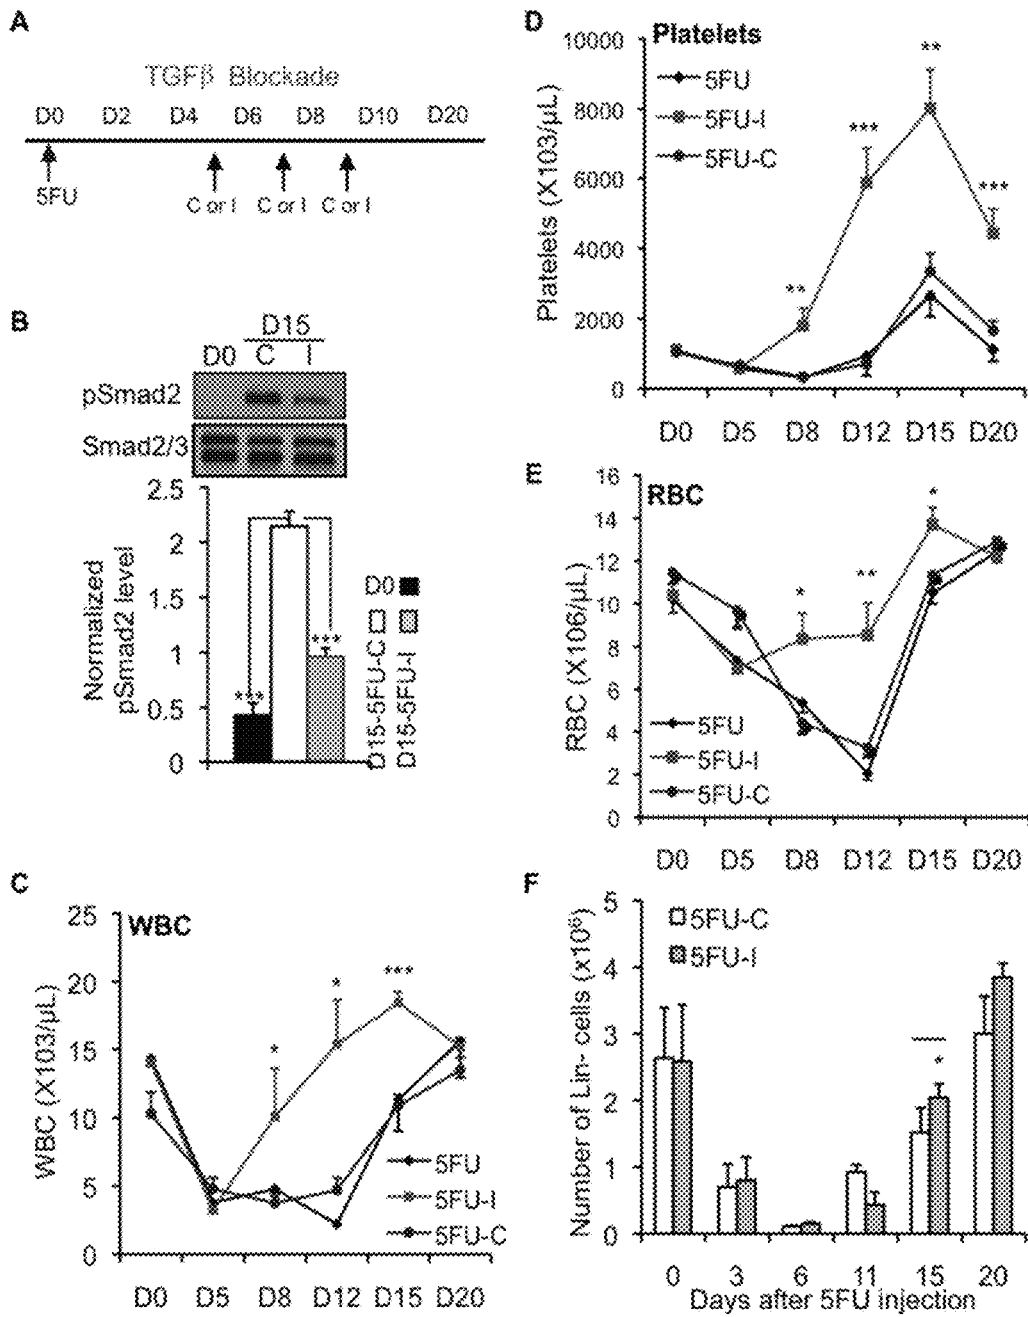 A
TGFβ Blockade
D0 D2 D4 D6 D8 D10 D20
5FU
C or I C or I C or I
B
D15
D0 C I
pSmad2
Smad2/3
2.5
2
1.5
1
0.5
0
Normalized
pSmad2 level
***
***
D0
D15-5FU-C
D15-5FU-I
C
WBC
25
20
15
10
5
0
WBC (X103/μL)
*
*
***
5FU
5FU-I
5FU-C
D0 D5 D8 D12 D15 D20
D
Platelets
10000
8000
6000
4000
2000
0
Platelets (X103/μL)
5FU
5FU-I
5FU-C
**
***
**
***
D0 D5 D8 D12 D15 D20
E
RBC
16
14
12
10
8
6
4
2
0
RBC (X106/μL)
*
**
*
5FU
5FU-I
5FU-C
D0 D5 D8 D12 D15 D20
F
5
4
3
2
1
0
Number of Lin- cells (x10⁶)
5FU-C
5FU-I
*
0 3 6 11 15 20
Days after 5FU injection